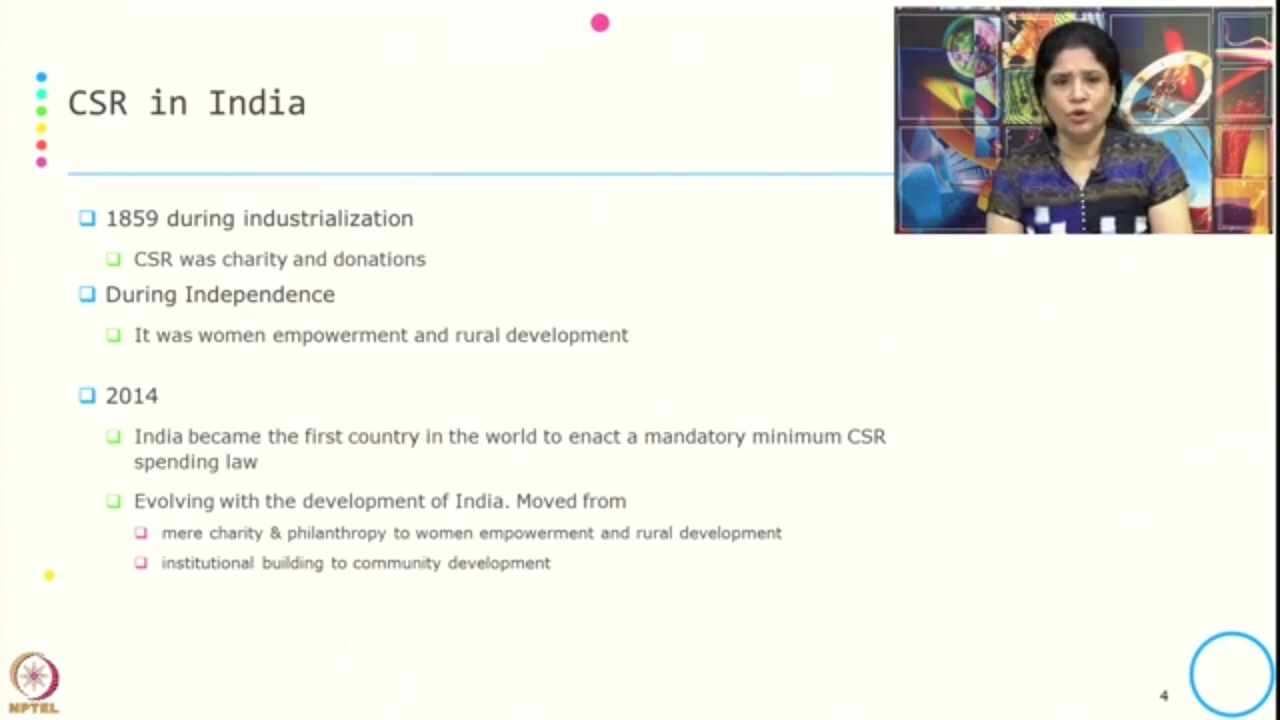 CSR in India
1859 during industrialization
CSR was charity and donations
During Independence
It was women empowerment and rural development
2014
India became the first country in the world to enact a mandatory minimum CSR
spending law
Evolving with the development of India. Moved from
mere charity & philanthropy to women empowerment and rural development
institutional building to community development
NPTEL
4